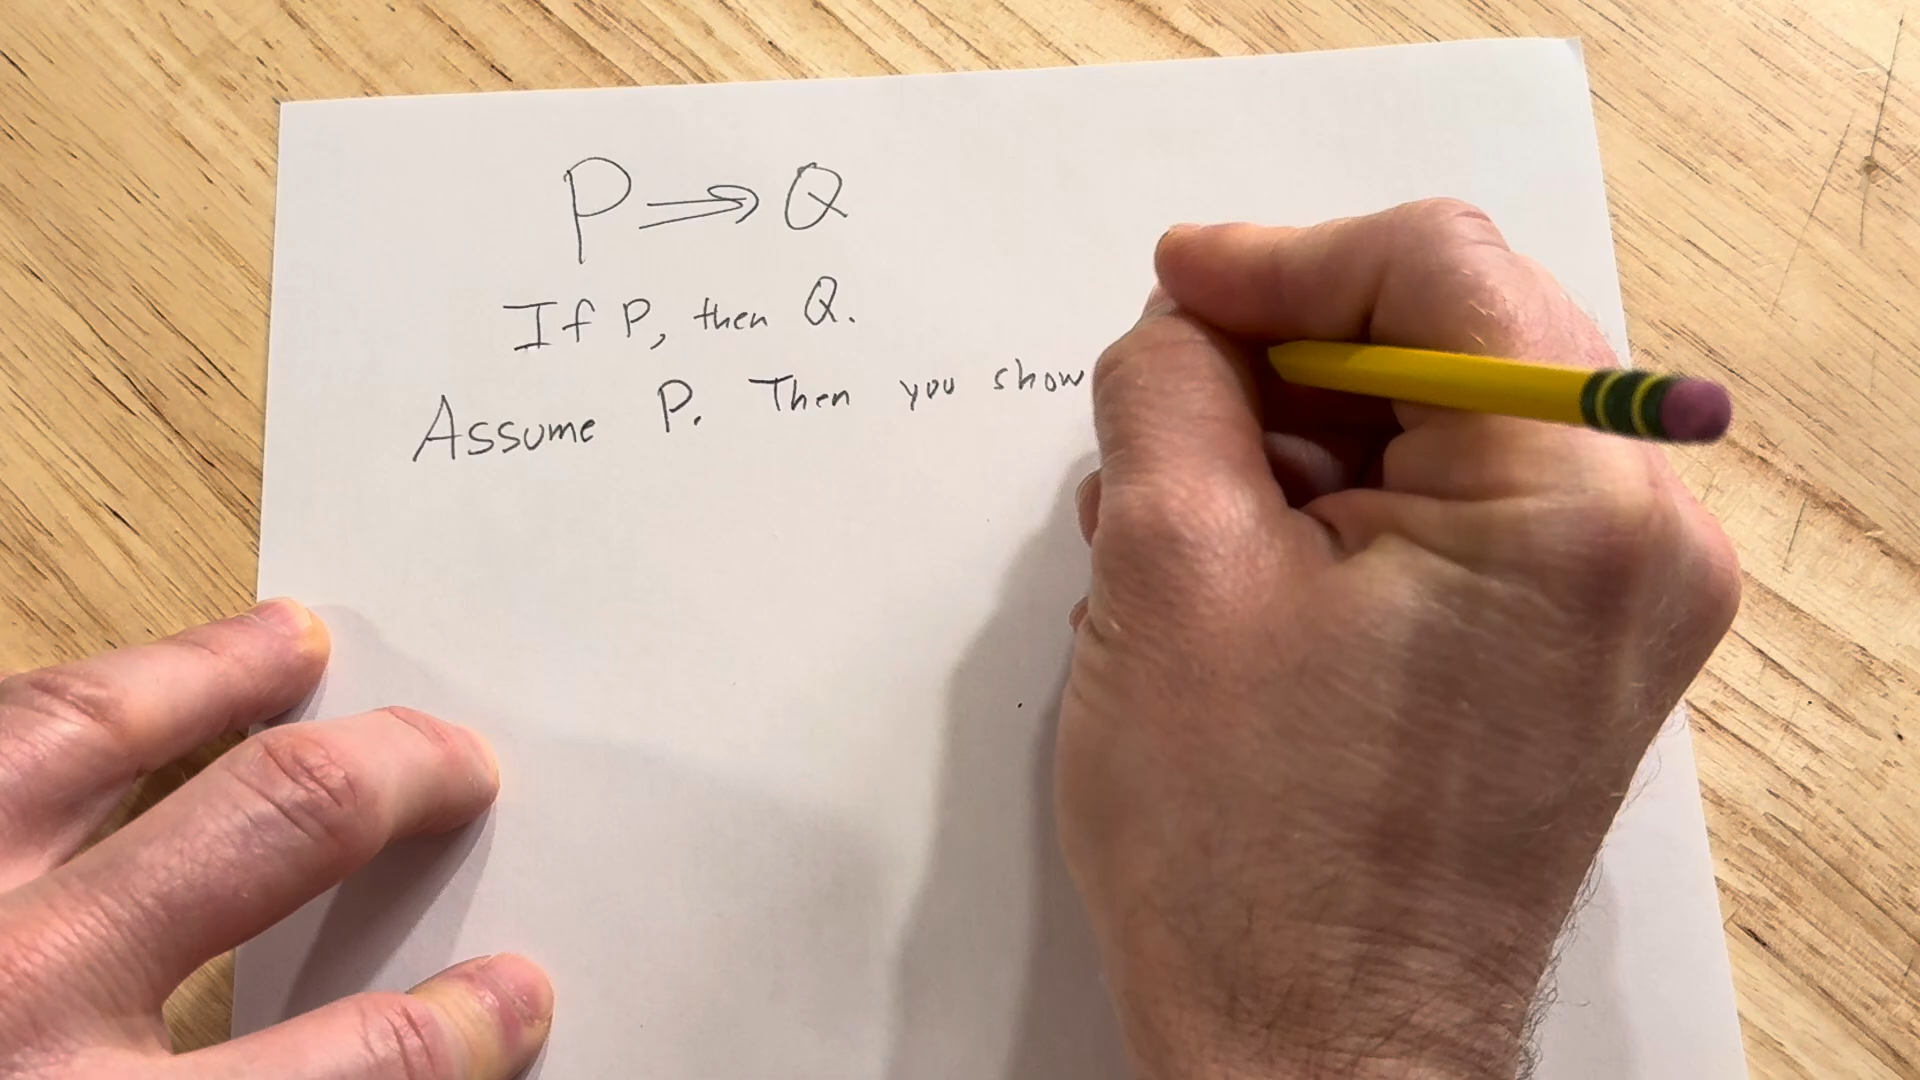 P ⇒ Q
If P, then Q.
Assume P. Then you show